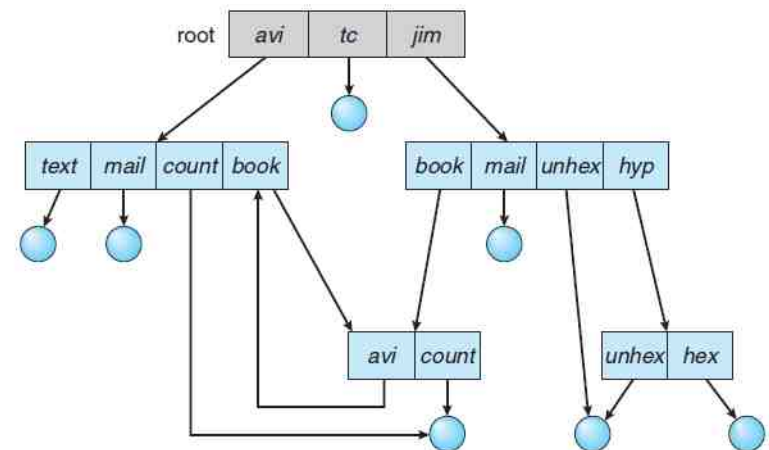 root avi tc jim
text mail count book
book mail unhex hyp
avi count
unhex hex